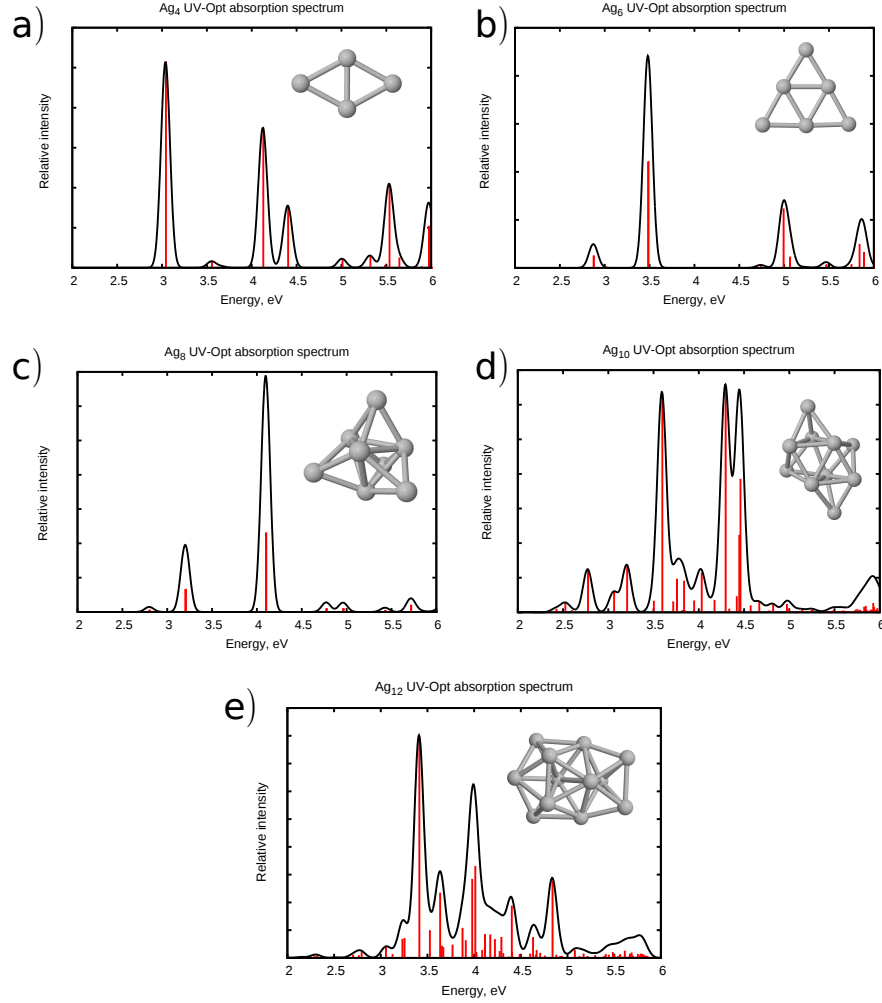 a)
Ag4 UV-Opt absorption spectrum
Relative intensity
2 2.5 3 3.5 4 4.5 5 5.5 6
Energy, eV
b)
Ag6 UV-Opt absorption spectrum
Relative intensity
2 2.5 3 3.5 4 4.5 5 5.5 6
Energy, eV
c)
Ag8 UV-Opt absorption spectrum
Relative intensity
2 2.5 3 3.5 4 4.5 5 5.5 6
Energy, eV
d)
Ag10 UV-Opt absorption spectrum
Relative intensity
2 2.5 3 3.5 4 4.5 5 5.5 6
Energy, eV
e)
Ag12 UV-Opt absorption spectrum
Relative intensity
2 2.5 3 3.5 4 4.5 5 5.5 6
Energy, eV